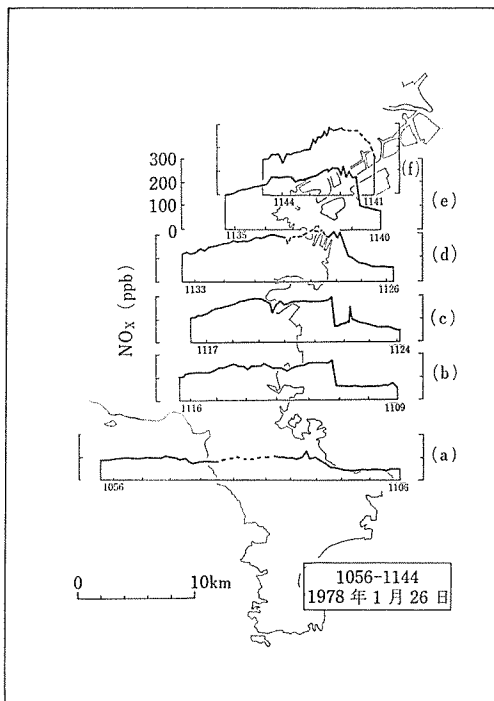 (f)
300
1144
1141
200
(e)
100
1135
1140
0
(d)
NOx (ppb)
1133
1126
(c)
1117
1124
(b)
1116
1109
(a)
1056
1106
0 10km
1056-1144
1978年1月26日